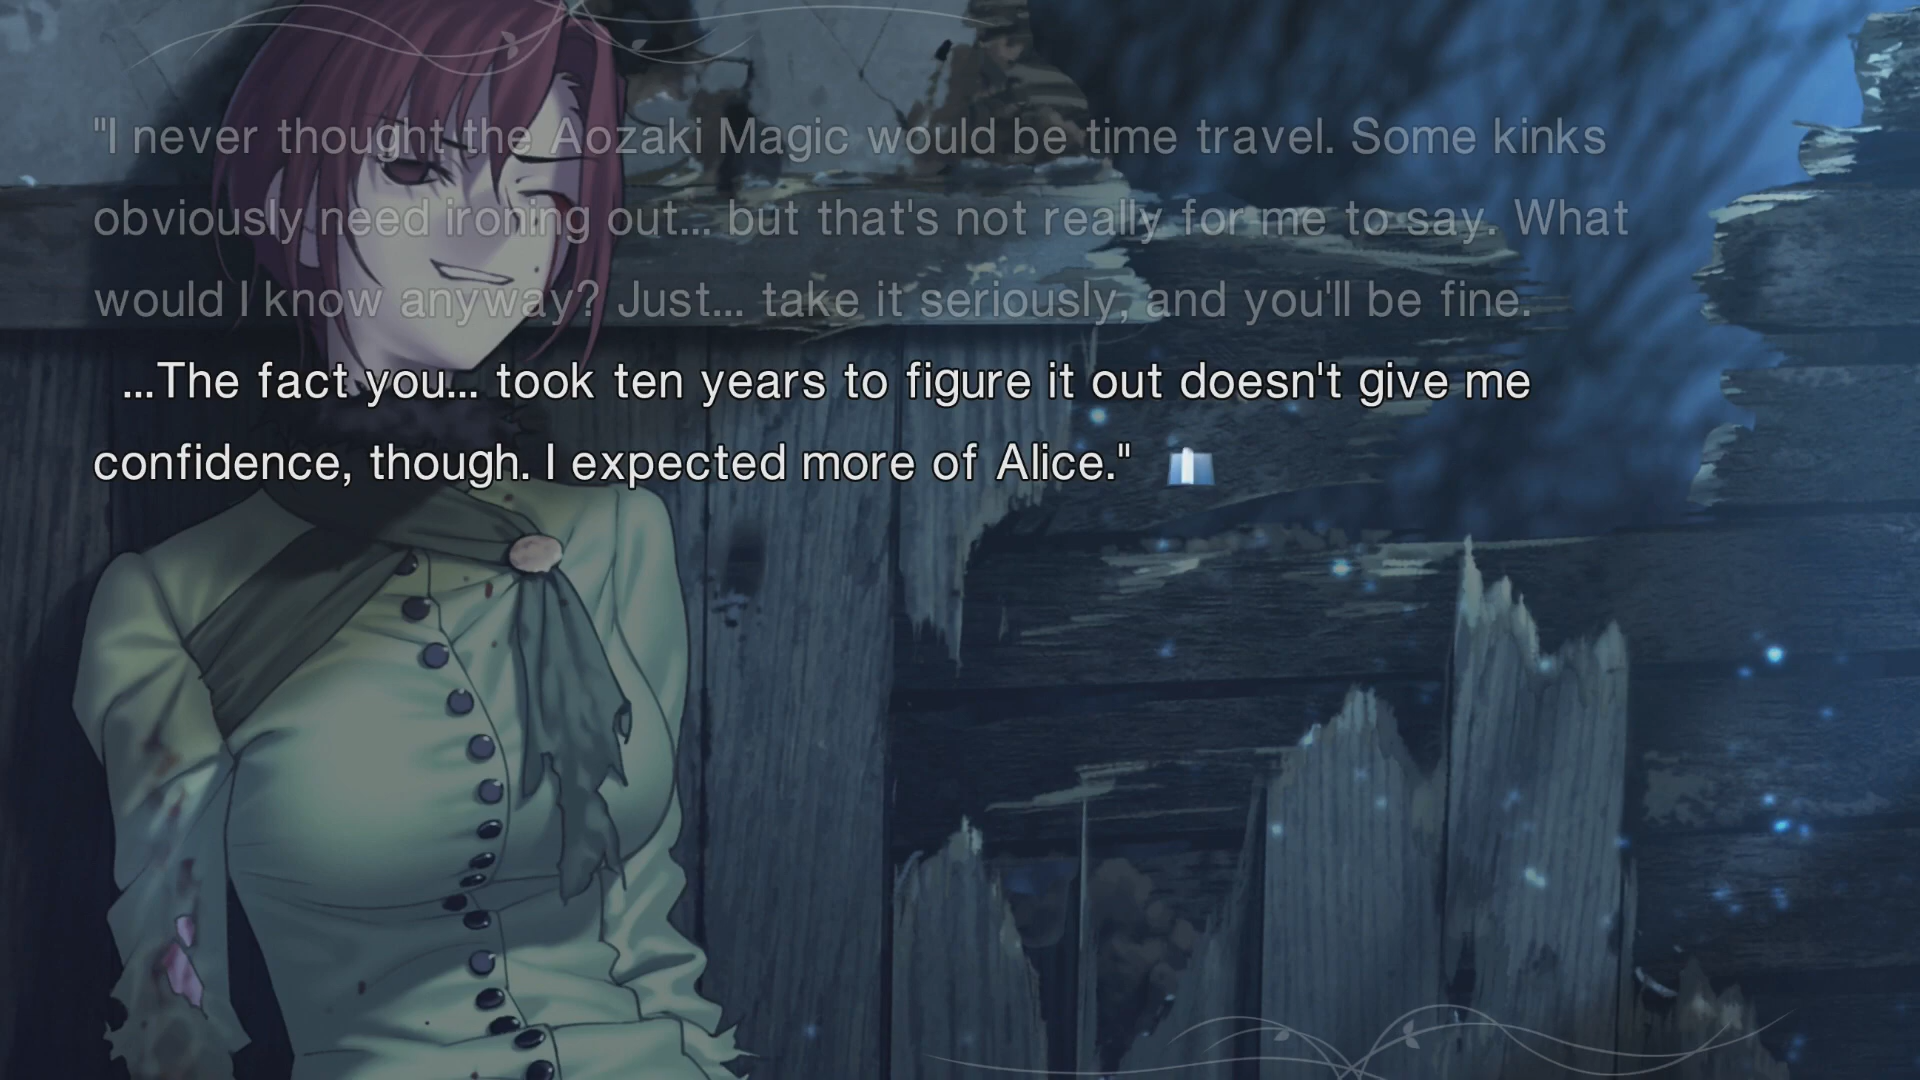 "I never thought the Aozaki Magic would be time travel. Some kinks
obviously need ironing out... but that's not really for me to say. What
would I know anyway? Just... take it seriously, and you'll be fine.
...The fact you... took ten years to figure it out doesn't give me
confidence, though. I expected more of Alice."